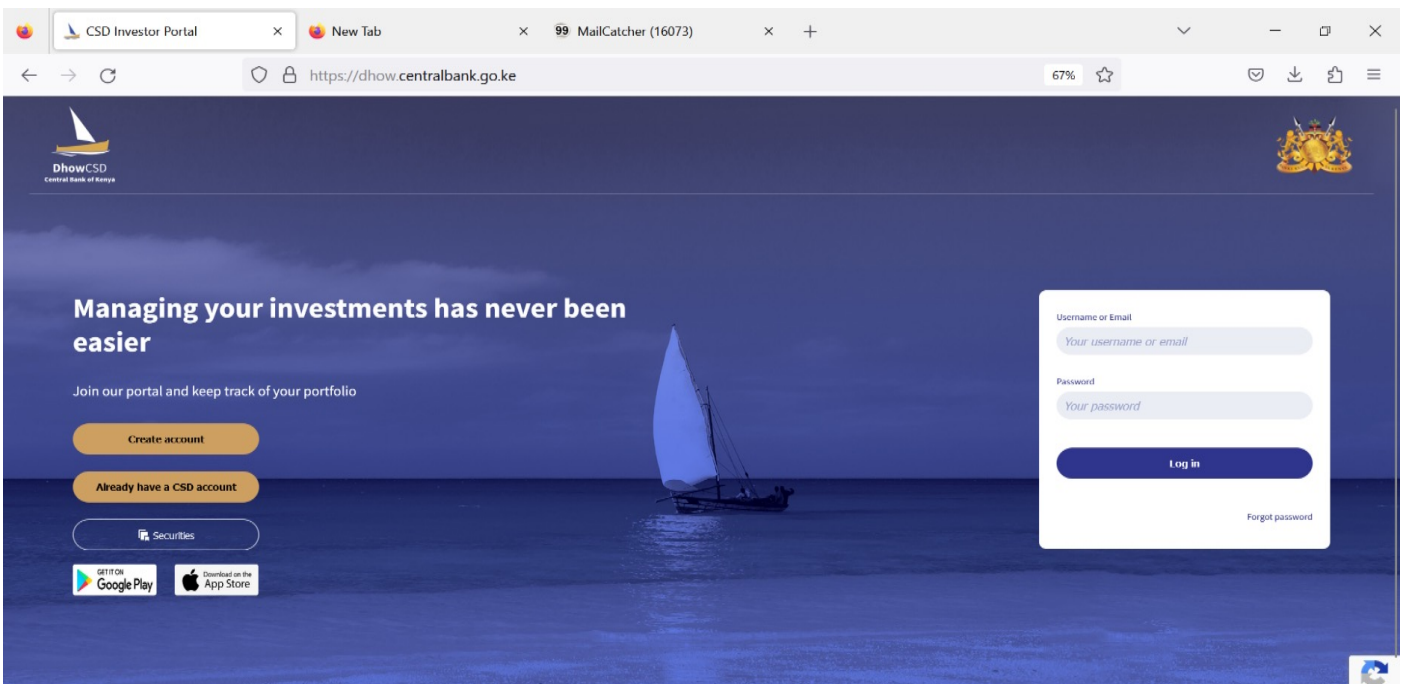 CSD Investor Portal
New Tab
99 MailCatcher (16073)
https://dhow.centralbank.go.ke
67%
DhowCSD
Central Bank of Kenya
Managing your investments has never been
easier
Join our portal and keep track of your portfolio
Create account
Already have a CSD account
Securities
GET IT ON
Google Play
Download on the
App Store
Username or Email
Your username or email
Password
Your password
Log in
Forgot password